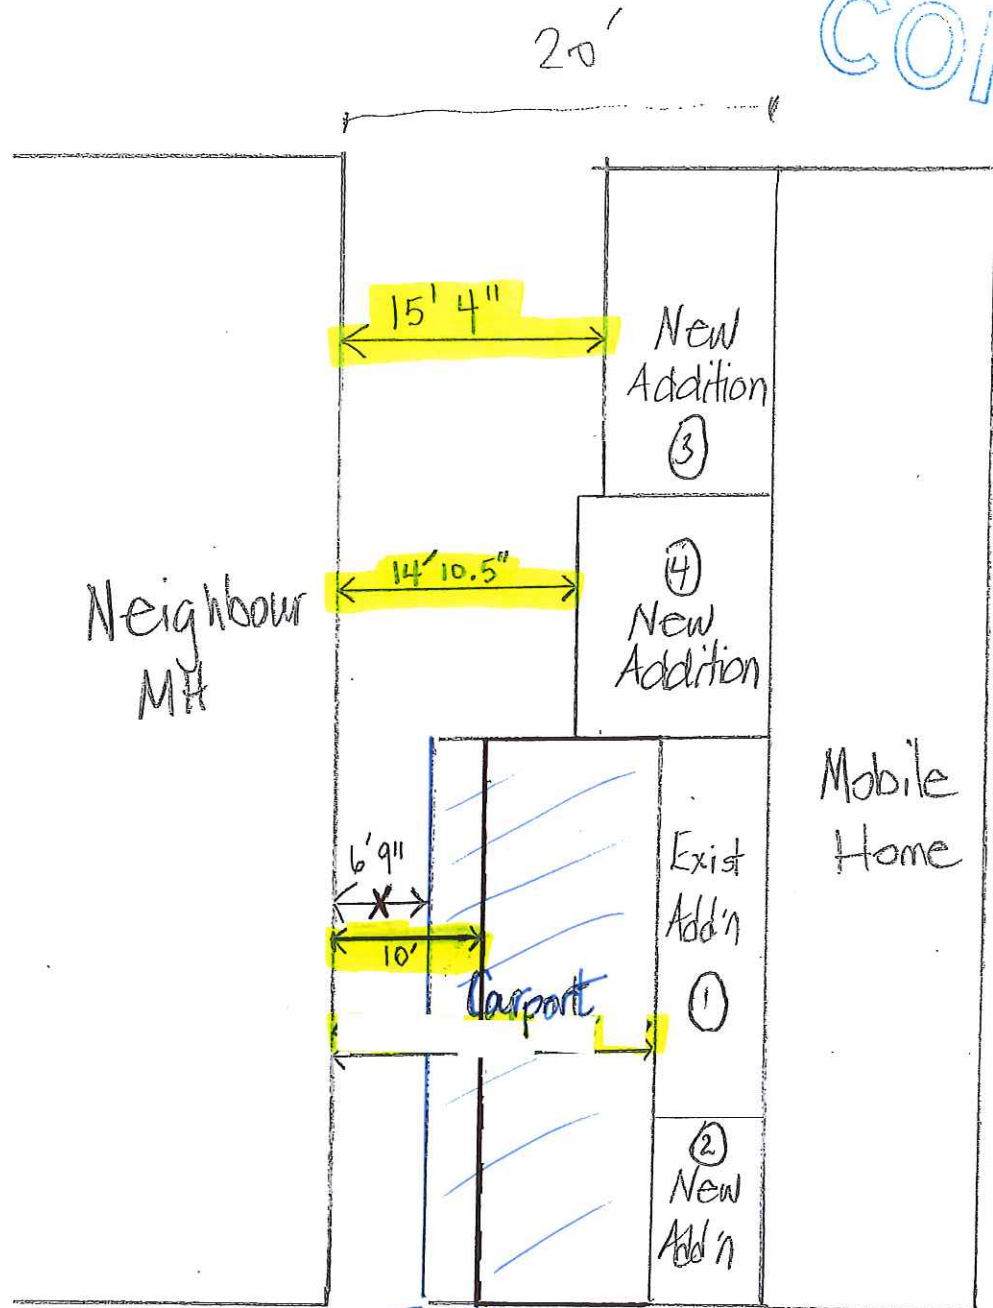 20'
15' 4"
New
Addition
3
14' 10.5"
4
New
Addition
Neighbour
MH
Mobile
Home
6' 9"
X
10'
Exist
Add'n
1
Carport
2
New
Add'n